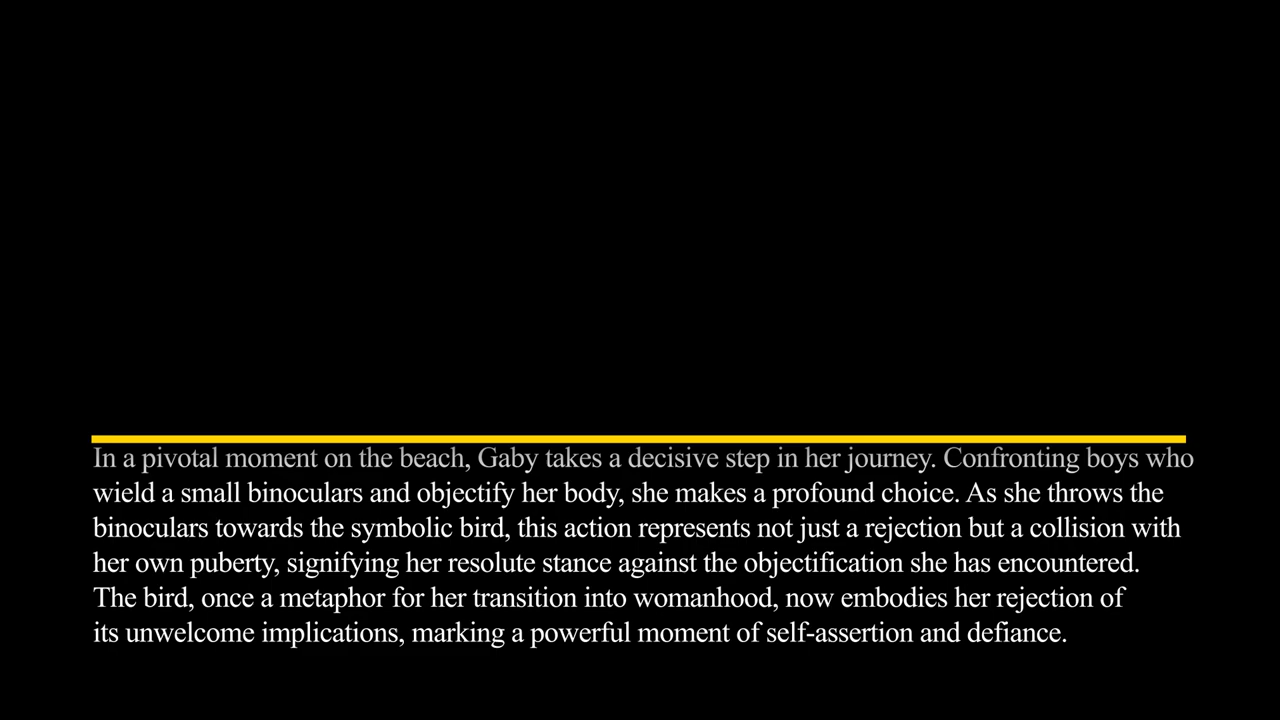 In a pivotal moment on the beach, Gaby takes a decisive step in her journey. Confronting boys who
wield a small binoculars and objectify her body, she makes a profound choice. As she throws the
binoculars towards the symbolic bird, this action represents not just a rejection but a collision with
her own puberty, signifying her resolute stance against the objectification she has encountered.
The bird, once a metaphor for her transition into womanhood, now embodies her rejection of
its unwelcome implications, marking a powerful moment of self-assertion and defiance.